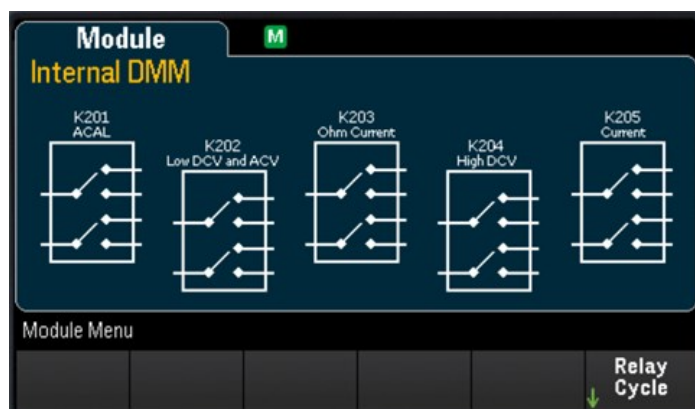 Module
M
Internal DMM
K201
ACAL
K202
Low DCV and ACV
K203
Ohm Current
K204
High DCV
K205
Current
Module Menu
Relay
Cycle